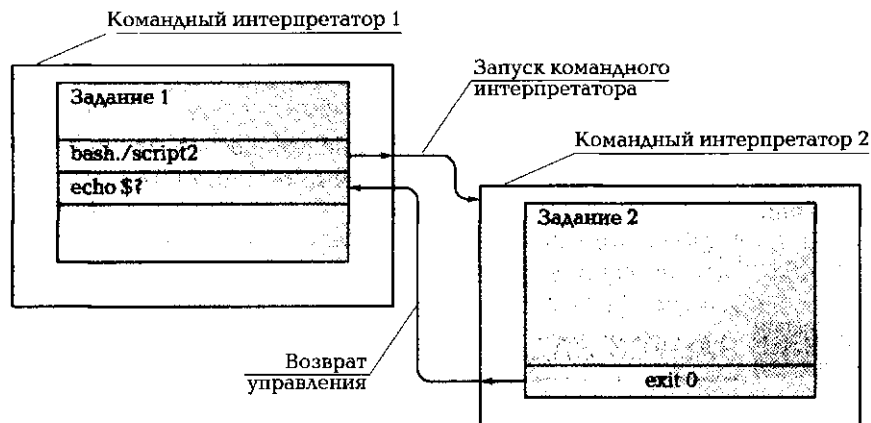 Командный интерпретатор 1
Задание 1
bash./script2
echo $?
Запуск командного
интерпретатора
Командный интерпретатор 2
Задание 2
exit 0
Возврат
управления